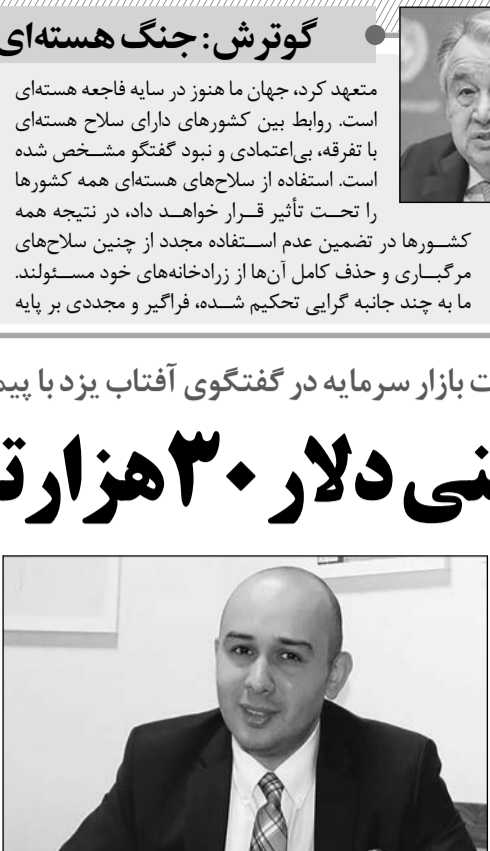 گوترش: جنگ هسته‌ای
متعهد کرد، جهان ما هنوز در سایه فاجعه هسته‌ای
است. روابط بین کشورهای دارای سلاح هسته‌ای
با تفرقه، بی‌اعتمادی و نبود گفتگو مشخص شده
است. استفاده از سلاح‌های هسته‌ای همه کشورها
را تحت تأثیر قرار خواهد داد، در نتیجه همه
کشورها در تضمین عدم استفاده مجدد از چنین سلاح‌های
مرگباری و حذف کامل آن‌ها از زرادخانه‌های خود مسئولند.
ما به چند جانبه گرایی تحکیم شده، فراگیر و مجددی بر پایه
بازار سرمایه در گفتگوی آفتاب یزد با
دلار ۳۰هزار